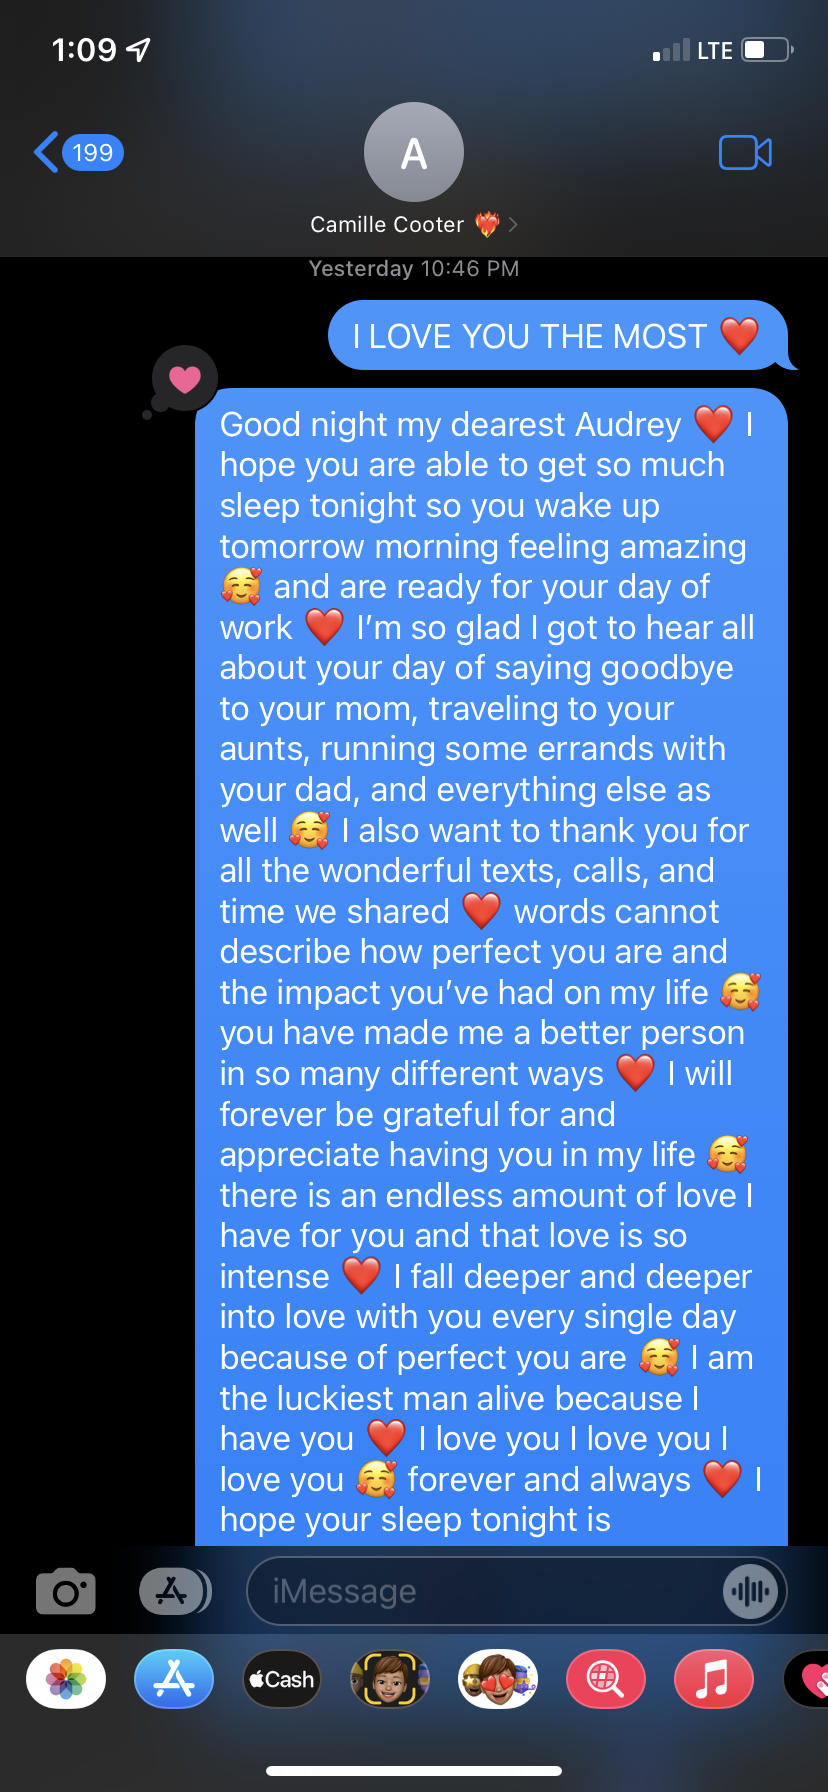 1:09 LTE
199
A
Camille Cooter ❤️‍🔥 >
Yesterday 10:46 PM
I LOVE YOU THE MOST ❤️
Good night my dearest Audrey ❤️ I
hope you are able to get so much
sleep tonight so you wake up
tomorrow morning feeling amazing
🥰 and are ready for your day of
work ❤️ I’m so glad I got to hear all
about your day of saying goodbye
to your mom, traveling to your
aunts, running some errands with
your dad, and everything else as
well 🥰 I also want to thank you for
all the wonderful texts, calls, and
time we shared ❤️ words cannot
describe how perfect you are and
the impact you’ve had on my life 🥰
you have made me a better person
in so many different ways ❤️ I will
forever be grateful for and
appreciate having you in my life 🥰
there is an endless amount of love I
have for you and that love is so
intense ❤️ I fall deeper and deeper
into love with you every single day
because of perfect you are 🥰 I am
the luckiest man alive because I
have you ❤️ I love you I love you I
love you 🥰 forever and always ❤️ I
hope your sleep tonight is
iMessage
Cash